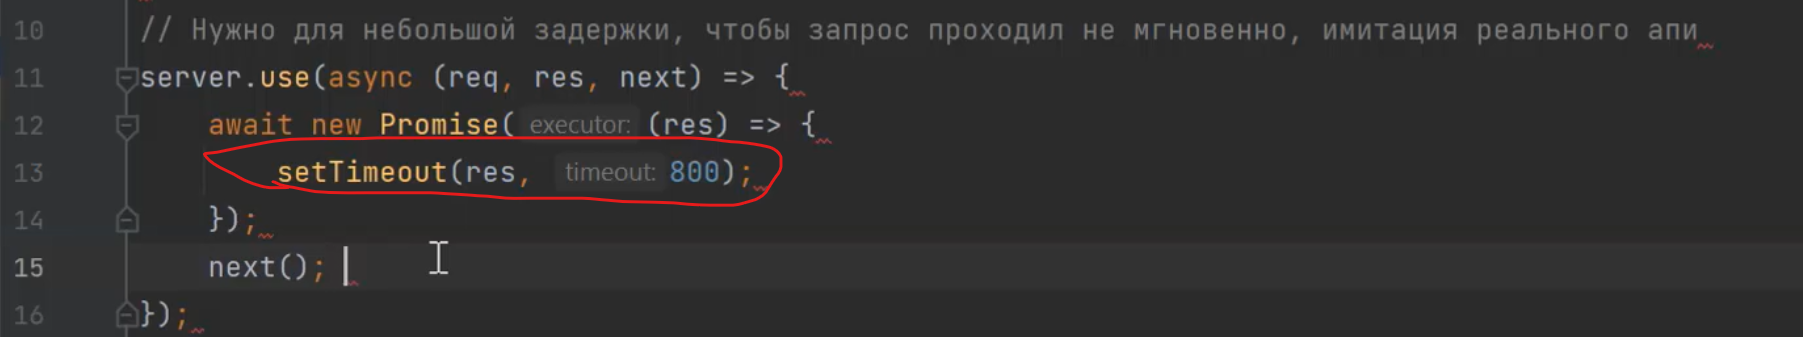 10 // Нужно для небольшой задержки, чтобы запрос проходил не мгновенно, имитация реального апи
11 server.use(async (req, res, next) => {
12 await new Promise( executor: (res) => {
13 setTimeout(res, timeout: 800);
14 });
15 next();
16 });